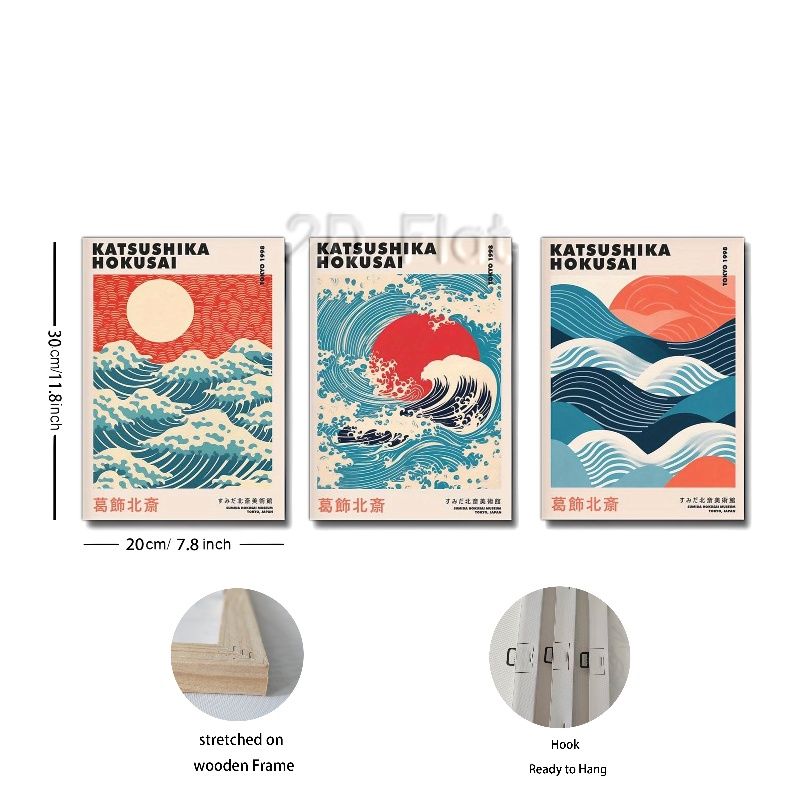 2D Flat
KATSUSHIKA
HOKUSAI
TOKYO 1998
葛飾北斎
すみだ北斎美術館
SUMIDA HOKUSAI MUSEUM
TOKYO, JAPAN
KATSUSHIKA
HOKUSAI
TOKYO 1998
葛飾北斎
すみだ北斎美術館
SUMIDA HOKUSAI MUSEUM
TOKYO, JAPAN
KATSUSHIKA
HOKUSAI
TOKYO 1998
葛飾北斎
すみだ北斎美術館
SUMIDA HOKUSAI MUSEUM
TOKYO, JAPAN
30cm/11.8inch
20cm/ 7.8 inch
stretched on
wooden Frame
Hook
Ready to Hang